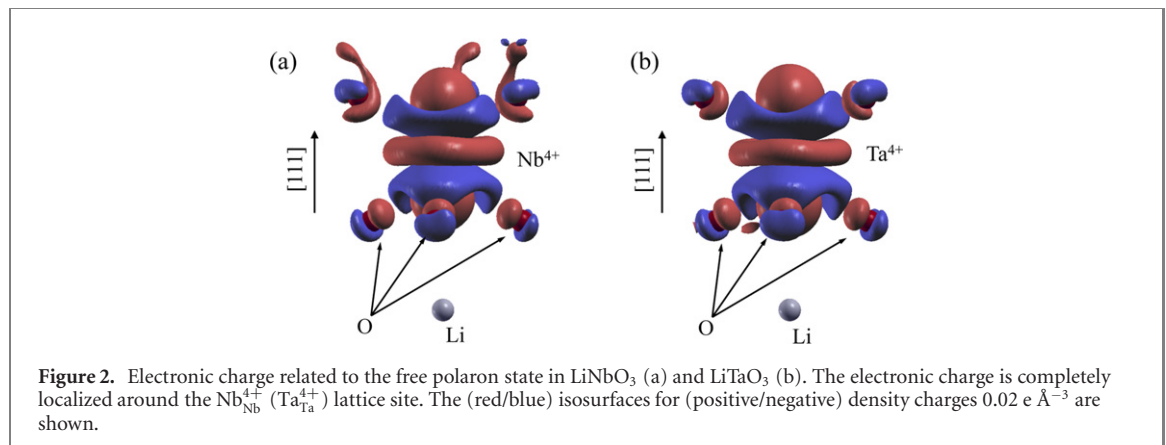 (a)
(b)
[111]
Nb⁴⁺
[111]
Ta⁴⁺
O
Li
O
Li
Figure 2. Electronic charge related to the free polaron state in LiNbO₃ (a) and LiTaO₃ (b). The electronic charge is completely
localized around the Nb⁴⁺_Nb (Ta⁴⁺_Ta) lattice site. The (red/blue) isosurfaces for (positive/negative) density charges 0.02 e Å⁻³ are
shown.